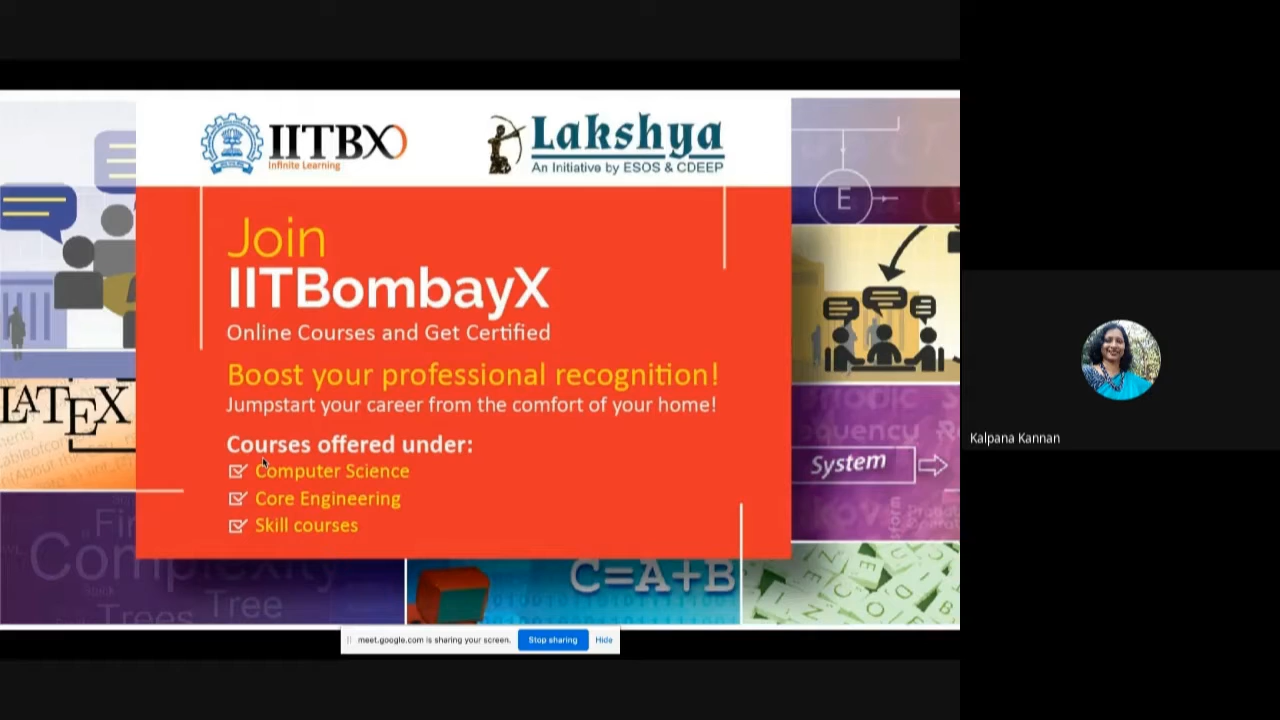 IITBX
Infinite Learning
Lakshya
An Initiative by ESOS & CDEEP
Join
IITBombayX
Online Courses and Get Certified
Boost your professional recognition!
Jumpstart your career from the comfort of your home!
Courses offered under:
Computer Science
Core Engineering
Skill courses
LATEX
E
System
Complexity
Trees
Tree
C=A+B
meet.google.com is sharing your screen.
Stop sharing
Hide
Kalpana Kannan